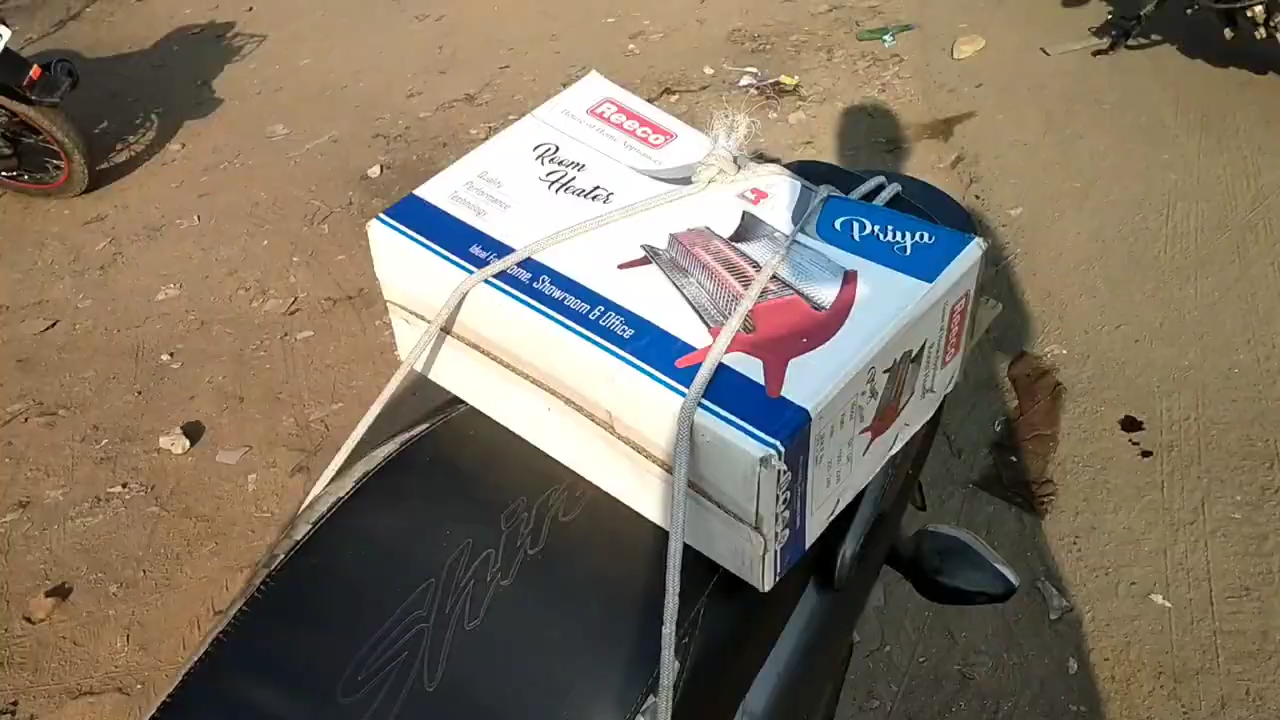 Reeco
House of Home Appliances
Room
Heater
Quality
Performance
Technology
Priya
Ideal For Home, Showroom & Office
Reeco
Shine